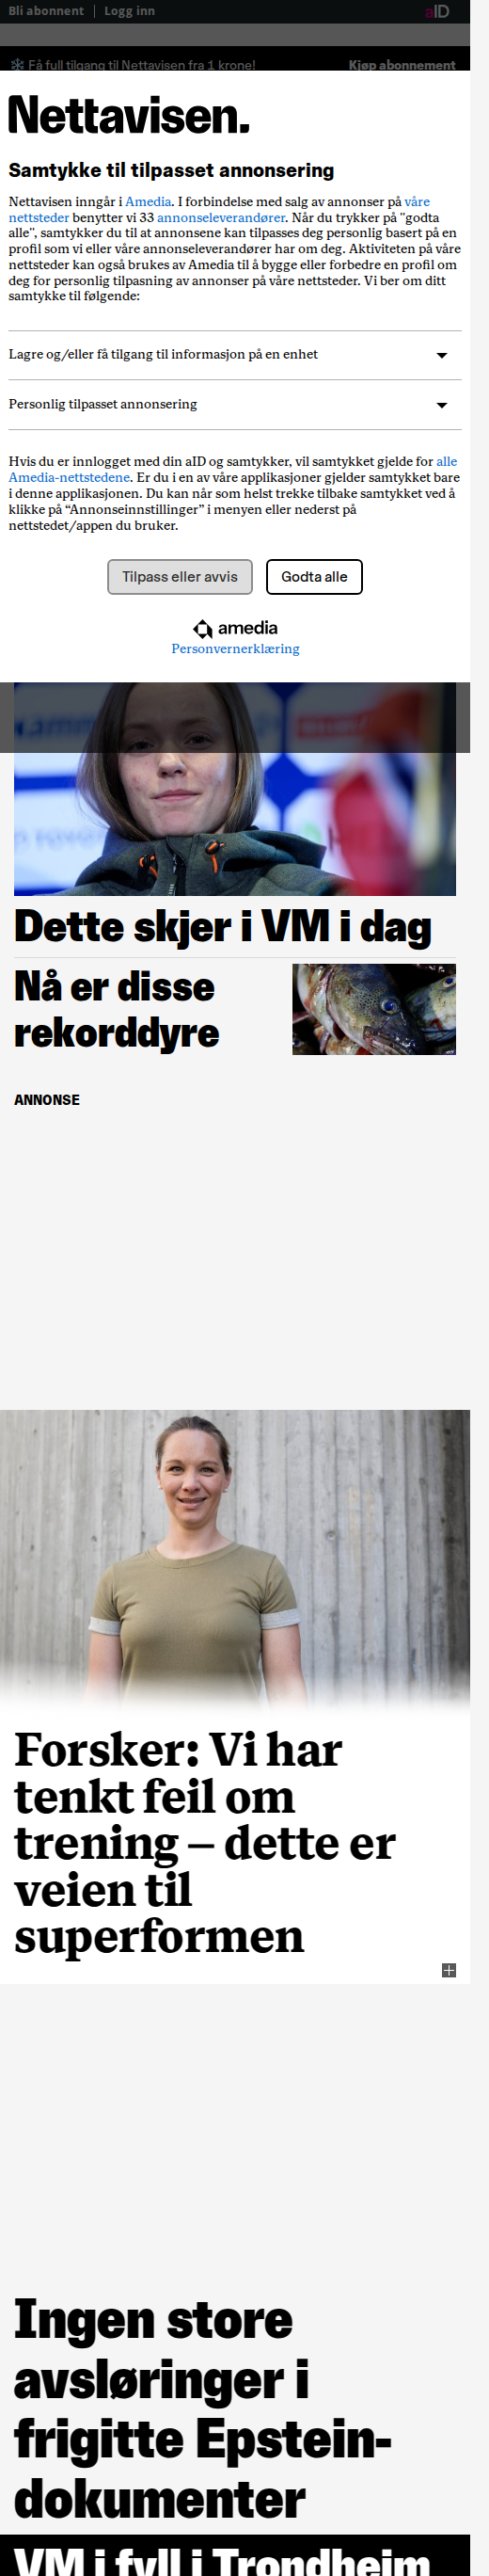 Bli abonnent | Logg inn aID
Få full tilgang til Nettavisen fra 1 krone! Kjøp abonnement
Nettavisen.
Samtykke til tilpasset annonsering
Nettavisen inngår i Amedia. I forbindelse med salg av annonser på våre
nettsteder benytter vi 33 annonseleverandører. Når du trykker på "godta
alle", samtykker du til at annonsene kan tilpasses deg personlig basert på en
profil som vi eller våre annonseleverandører har om deg. Aktiviteten på våre
nettsteder kan også brukes av Amedia til å bygge eller forbedre en profil om
deg for personlig tilpasning av annonser på våre nettsteder. Vi ber om ditt
samtykke til følgende:
Lagre og/eller få tilgang til informasjon på en enhet
Personlig tilpasset annonsering
Hvis du er innlogget med din aID og samtykker, vil samtykket gjelde for alle
Amedia-nettstedene. Er du i en av våre applikasjoner gjelder samtykket bare
i denne applikasjonen. Du kan når som helst trekke tilbake samtykket ved å
klikke på “Annonseinnstillinger” i menyen eller nederst på
nettstedet/appen du bruker.
Tilpass eller avvis
Godta alle
amedia
Personvernerklæring
Dette skjer i VM i dag
Nå er disse
rekorddyre
ANNONSE
Forsker: Vi har
tenkt feil om
trening – dette er
veien til
superformen
Ingen store
avsløringer i
frigitte Epstein-
dokumenter
VM i fyll i Trondheim